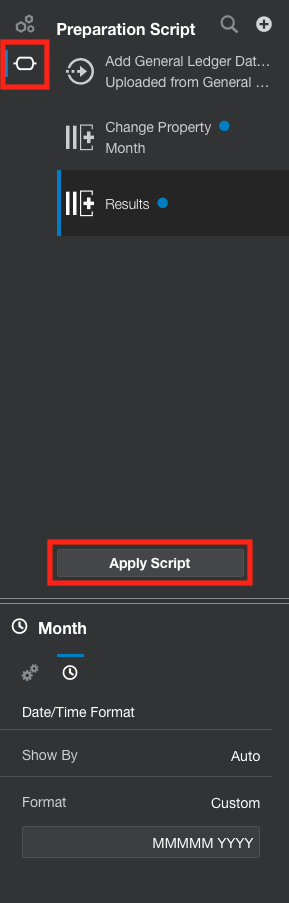 Preparation Script
Add General Ledger Dat...
Uploaded from General ...
Change Property
Month
Results
Apply Script
Month
Date/Time Format
Show By Auto
Format Custom
MMMMM YYYY